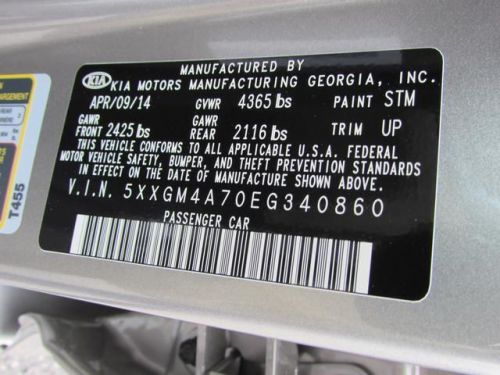 MANUFACTURED BY
KIA KIA MOTORS MANUFACTURING GEORGIA, INC.
APR/09/14 GVWR 4365 lbs PAINT STM
GAWR GAWR
FRONT 2425 lbs REAR 2116 lbs TRIM UP
THIS VEHICLE CONFORMS TO ALL APPLICABLE U.S.A. FEDERAL
MOTOR VEHICLE SAFETY, BUMPER, AND THEFT PREVENTION STANDARDS
IN EFFECT ON THE DATE OF MANUFACTURE SHOWN ABOVE.
V.I.N. 5XXGM4A70EG340860
PASSENGER CAR
T455